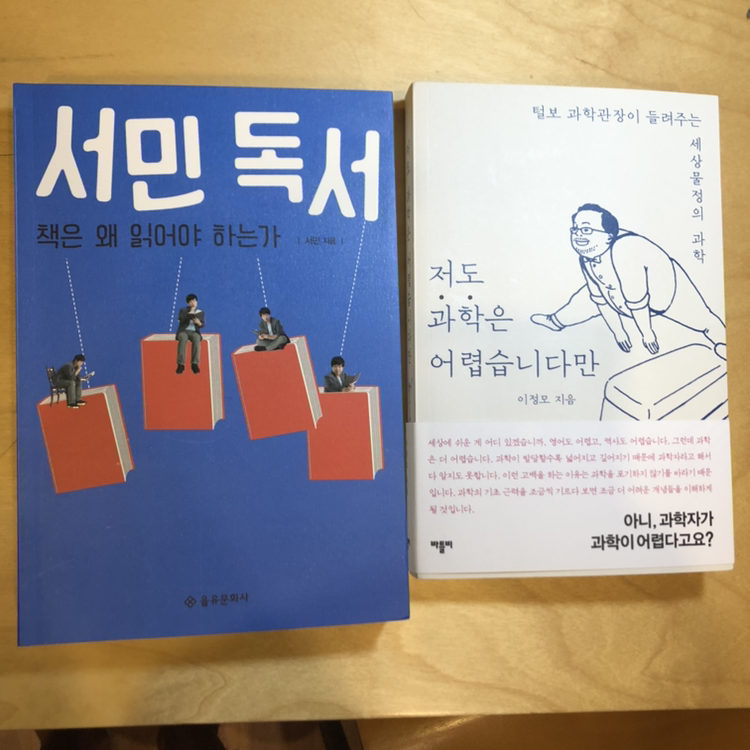 서민 독서
책은 왜 읽어야 하는가
| 서민 지음 |
을유문화사
털보 과학관장이 들려주는
세상물정의 과학
저도
과학은
어렵습니다만
이정모 지음
세상에 쉬운 게 어디 있겠습니까. 영어도 어렵고, 역사도 어렵습니다. 그런데 과학
은 더 어렵습니다. 과학이 발달할수록 넓어지고 깊어지기 때문에 과학자라고 해서
다 알지도 못합니다. 이런 고백을 하는 이유는 과학을 포기하지 않기를 바라기 때문
입니다. 과학의 기초 근력을 조금씩 기르다 보면 조금 더 어려운 개념들을 이해하게
될 것입니다.
아니, 과학자가
과학이 어렵다고요?
바틀비